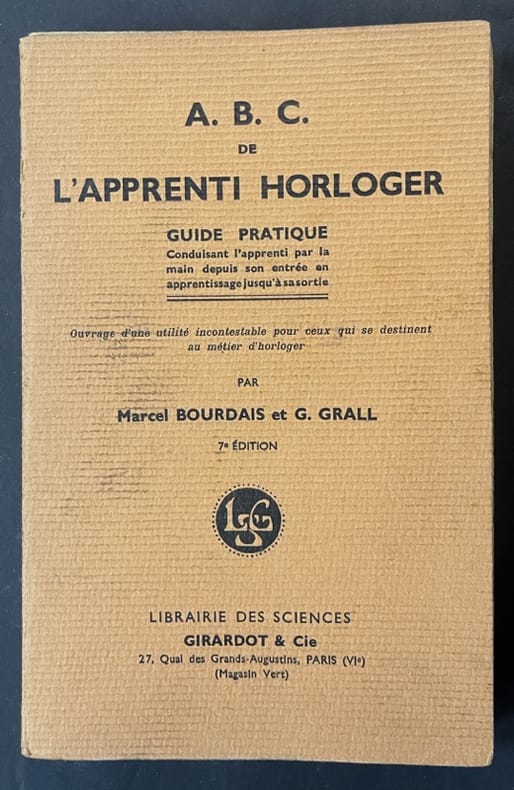 A. B. C.
DE
L'APPRENTI HORLOGER
GUIDE PRATIQUE
Conduisant l'apprenti par la
main depuis son entrée en
apprentissage jusqu'à sa sortie
Ouvrage d'une utilité incontestable pour ceux qui se destinent
au métier d'horloger
PAR
Marcel BOURDAIS et G. GRALL
7e ÉDITION
LSG
LIBRAIRIE DES SCIENCES
GIRARDOT & Cie
27, Quai des Grands-Augustins, PARIS (VIe)
(Magasin Vert)